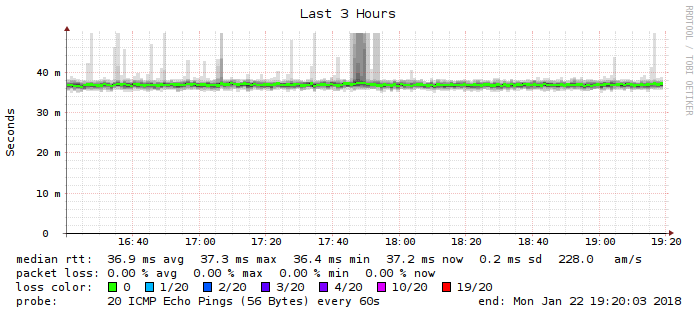 Last 3 Hours
RRDTOOL / TOBI OETIKER
Seconds
40 m
30 m
20 m
10 m
0
16:40 17:00 17:20 17:40 18:00 18:20 18:40 19:00 19:20
median rtt: 36.9 ms avg 37.3 ms max 36.4 ms min 37.2 ms now 0.2 ms sd 228.0 am/s
packet loss: 0.00 % avg 0.00 % max 0.00 % min 0.00 % now
loss color: 0 1/20 2/20 3/20 4/20 10/20 19/20
probe: 20 ICMP Echo Pings (56 Bytes) every 60s end: Mon Jan 22 19:20:03 2018